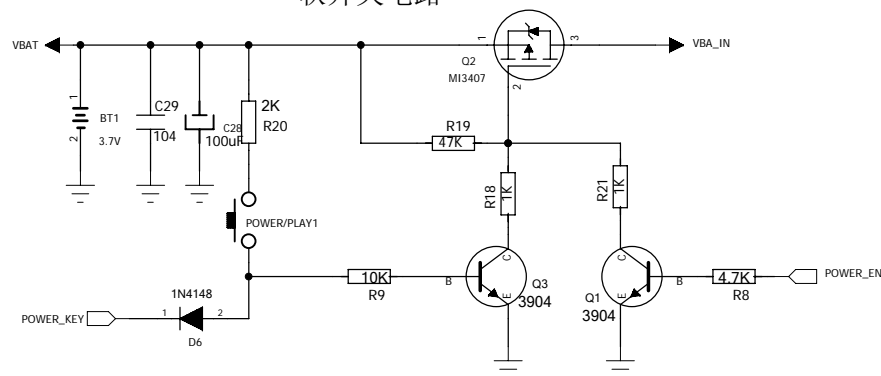 VBAT
1
3
VBA_IN
Q2
MI3407
2
1
BT1
2
3.7V
C29
104
C28
100uF
2K
R20
R19
47K
R18
1K
R21
1K
POWER/PLAY1
10K
R9
B
C
E
Q3
3904
C
E
Q1
3904
B
4.7K
R8
POWER_EN
1N4148
POWER_KEY
1
2
D6